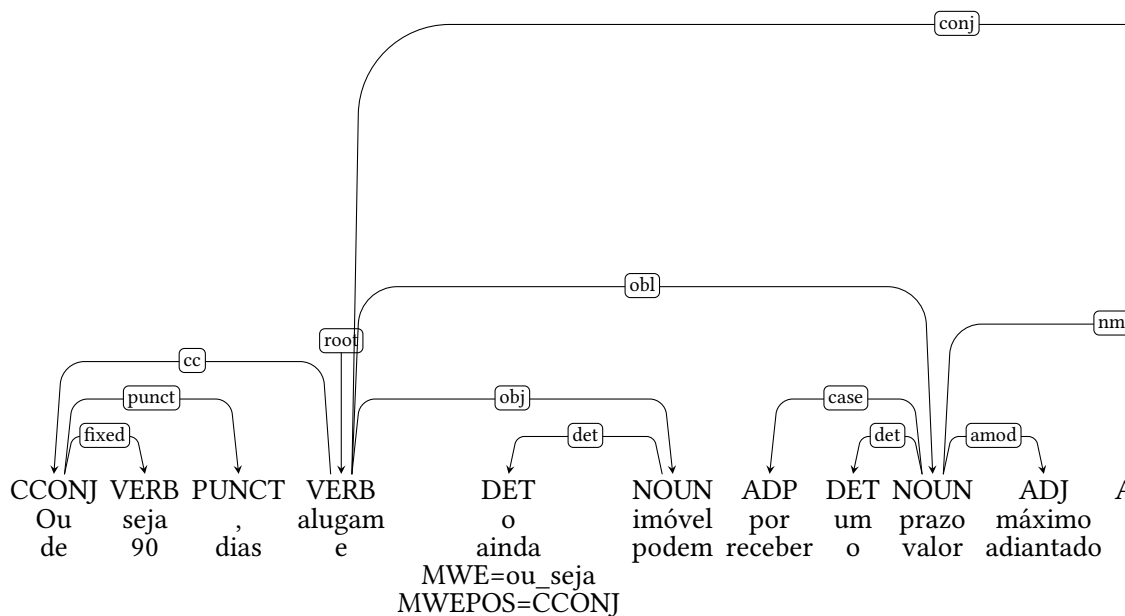 conj
obl
root
nm
cc
punct
obj
case
fixed
det
det
amod
CCONJ VERB PUNCT VERB DET NOUN ADP DET NOUN ADJ A
Ou seja , alugam o imóvel por um prazo máximo
de 90 dias e ainda podem receber o valor adiantado
MWE=ou_seja
MWEPOS=CCONJ